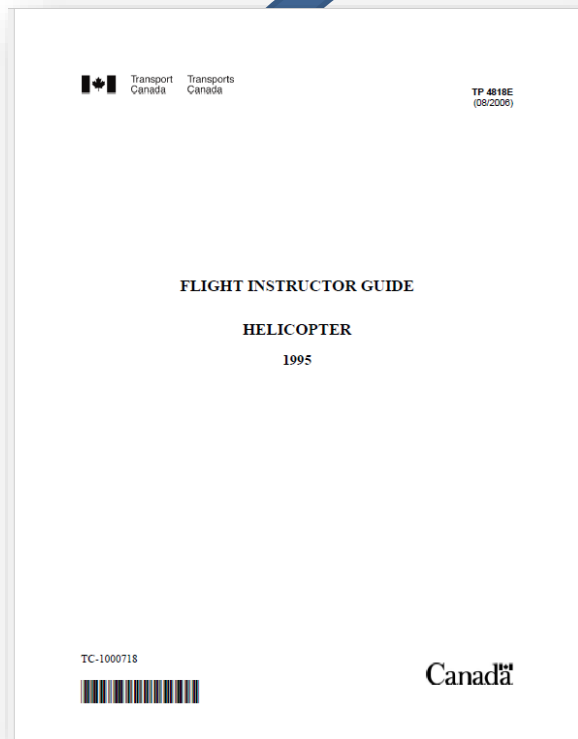 Transport Transports
Canada Canada
TP 4818E
(08/2006)
FLIGHT INSTRUCTOR GUIDE
HELICOPTER
1995
TC-1000718
Canada